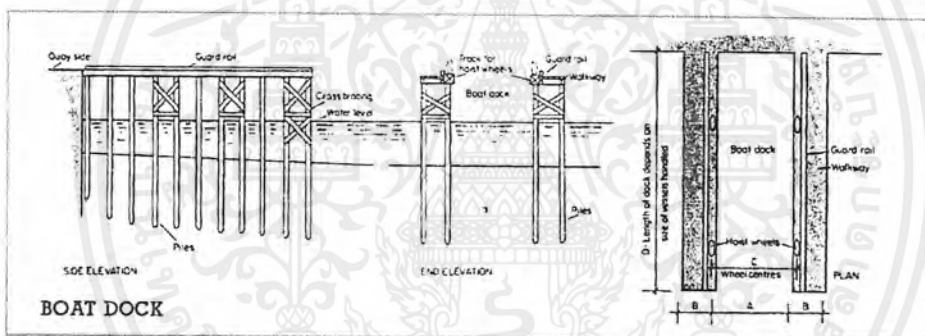 Quay side
Guard rail
Cross bracing
Water level
Piles
SIDE ELEVATION
Track for
hoist wheels
Guard rail
Walkway
Boat dock
Piles
END ELEVATION
D - Length of dock depends on
size of vessels handled
Boat dock
Guard rail
Walkway
Hoist wheels
C
Wheel centres
PLAN
B
A
B
BOAT DOCK